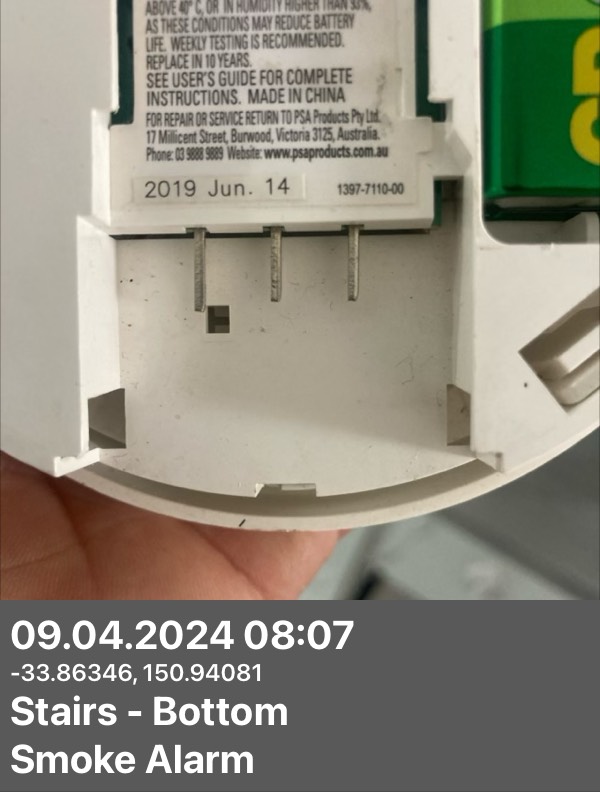 ABOVE 40° C, OR IN HUMIDITY HIGHER THAN 93%,
AS THESE CONDITIONS MAY REDUCE BATTERY
LIFE. WEEKLY TESTING IS RECOMMENDED.
REPLACE IN 10 YEARS.
SEE USER'S GUIDE FOR COMPLETE
INSTRUCTIONS. MADE IN CHINA
FOR REPAIR OR SERVICE RETURN TO PSA Products Pty Ltd.
17 Millicent Street, Burwood, Victoria 3125, Australia.
Phone: 03 9888 9889 Website: www.psaproducts.com.au
2019 Jun. 14
1397-7110-00
09.04.2024 08:07
-33.86346, 150.94081
Stairs - Bottom
Smoke Alarm